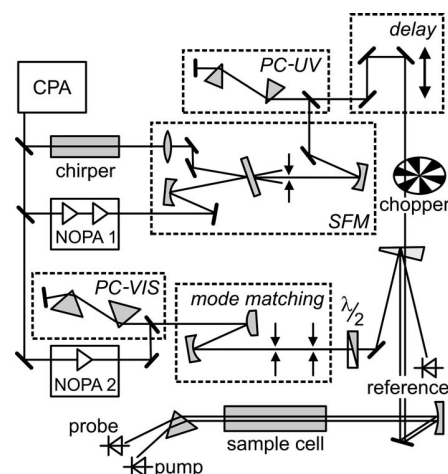 delay
PC-UV
CPA
chirper
chopper
SFM
NOPA 1
PC-VIS
mode matching
λ/2
NOPA 2
reference
probe
sample cell
pump